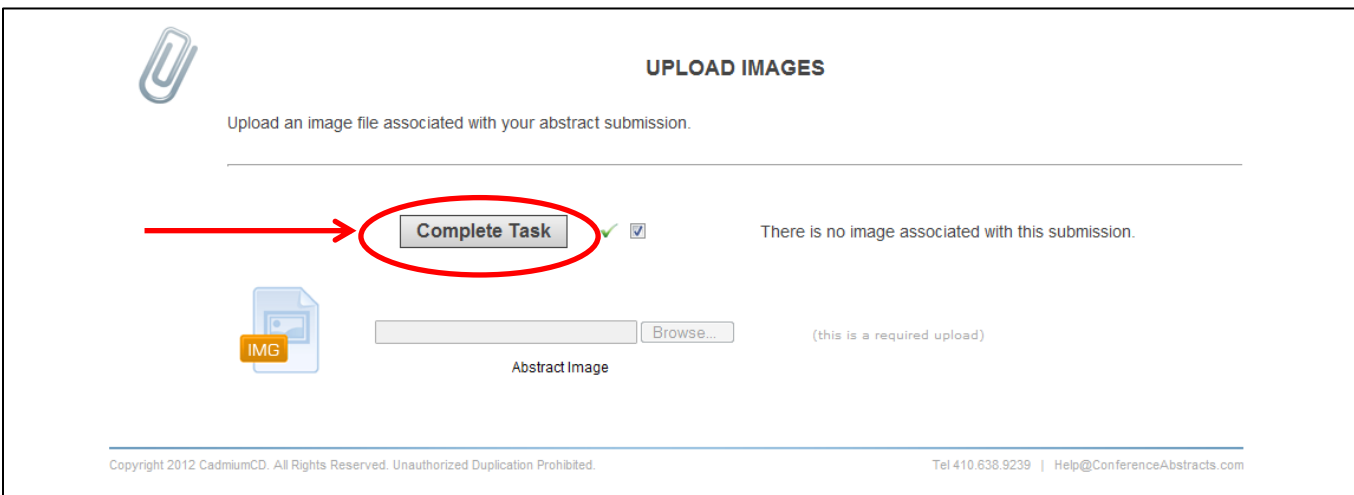 UPLOAD IMAGES
Upload an image file associated with your abstract submission.
Complete Task
There is no image associated with this submission.
IMG
Browse...
(this is a required upload)
Abstract Image
Copyright 2012 CadmiumCD. All Rights Reserved. Unauthorized Duplication Prohibited.
Tel 410.638.9239 | Help@ConferenceAbstracts.com